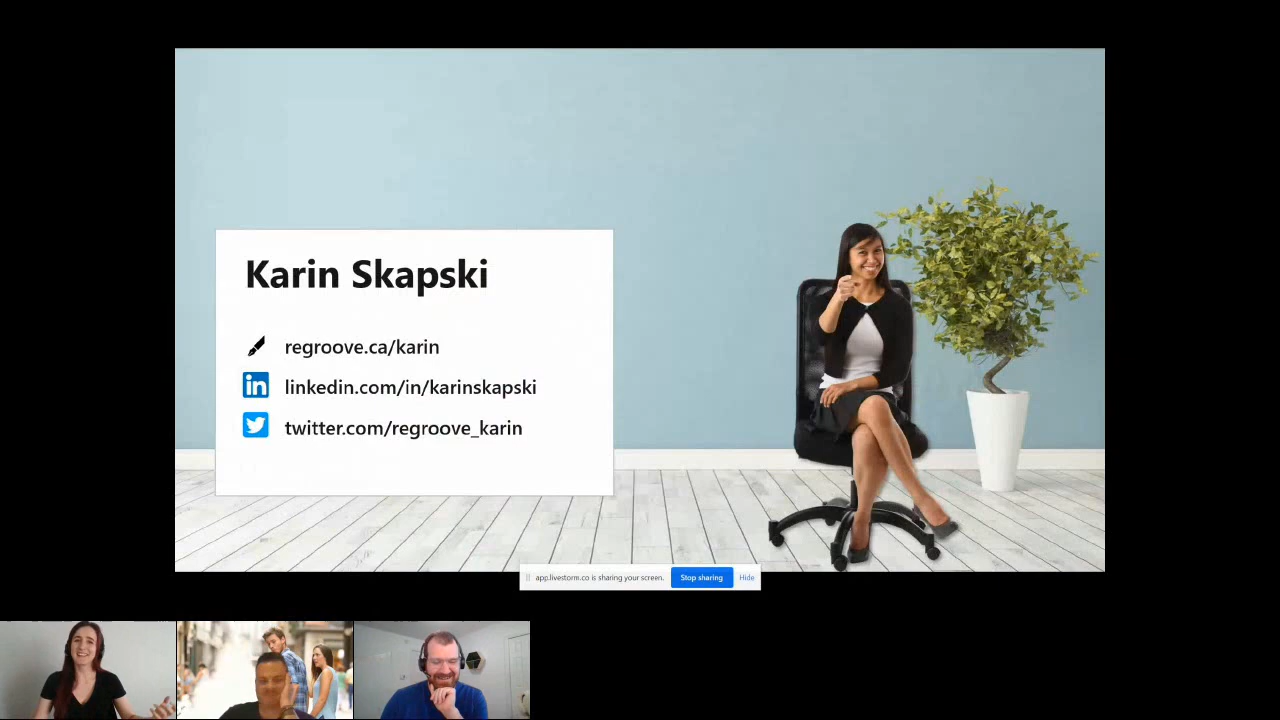 Karin Skapski
regroove.ca/karin
linkedin.com/in/karinskapski
twitter.com/regroove_karin
app.livestorm.co is sharing your screen.
Stop sharing
Hide